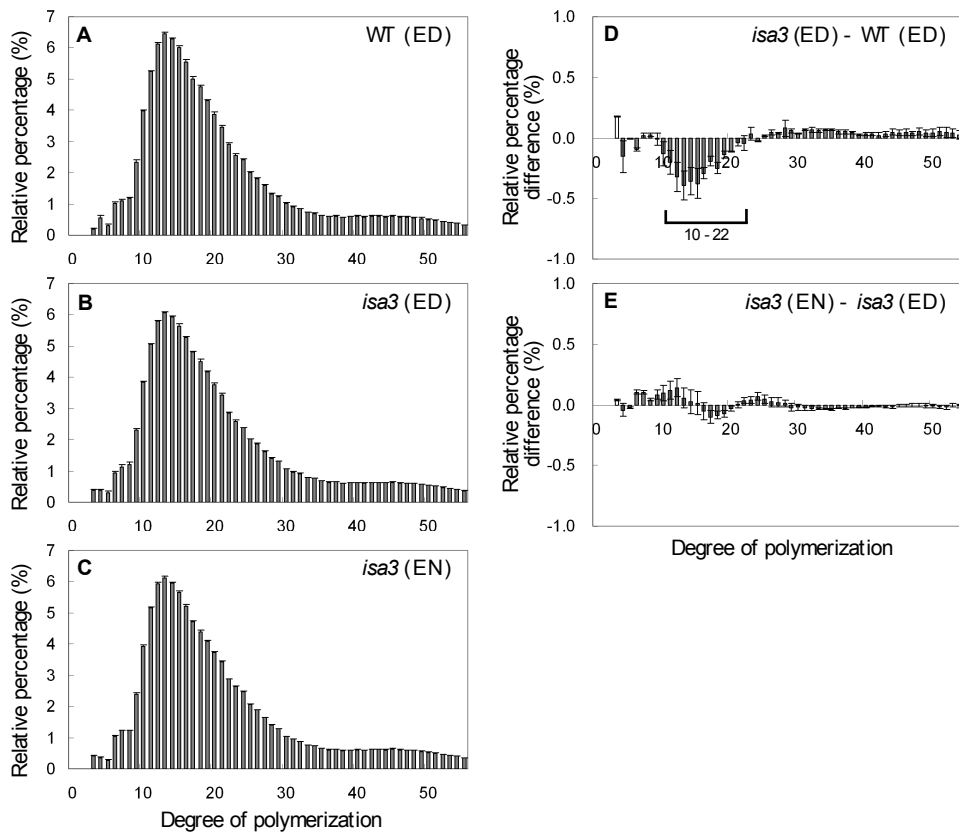 A
WT (ED)
Relative percentage (%)
7
6
5
4
3
2
1
0
0 10 20 30 40 50
B
isa3 (ED)
Relative percentage (%)
7
6
5
4
3
2
1
0
0 10 20 30 40 50
C
isa3 (EN)
Relative percentage (%)
7
6
5
4
3
2
1
0
0 10 20 30 40 50
Degree of polymerization
D
isa3 (ED) - WT (ED)
Relative percentage
difference (%)
1.0
0.5
0.0
-0.5
-1.0
0 10 20 30 40 50
10 - 22
E
isa3 (EN) - isa3 (ED)
Relative percentage
difference (%)
1.0
0.5
0.0
-0.5
-1.0
0 10 20 30 40 50
Degree of polymerization